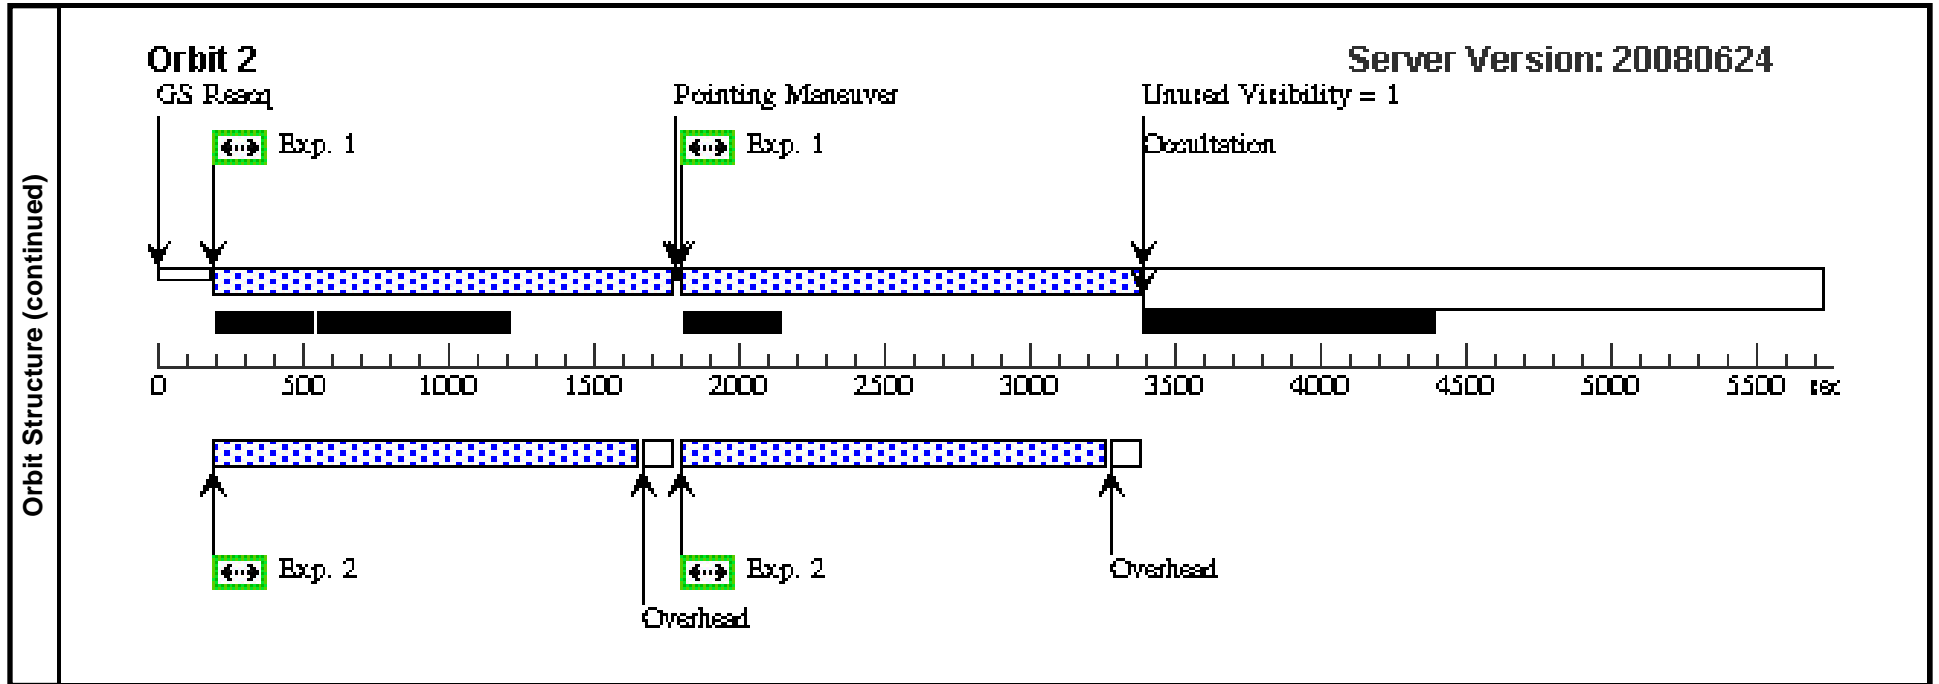 Orbit Structure (continued)
Orbit 2
Server Version: 20080624
GS Reacq
Pointing Maneuver
Unused Visibility = 1
Exp. 1
Exp. 1
Occultation
0 500 1000 1500 2000 2500 3000 3500 4000 4500 5000 5500 sec
Exp. 2
Exp. 2
Overhead
Overhead